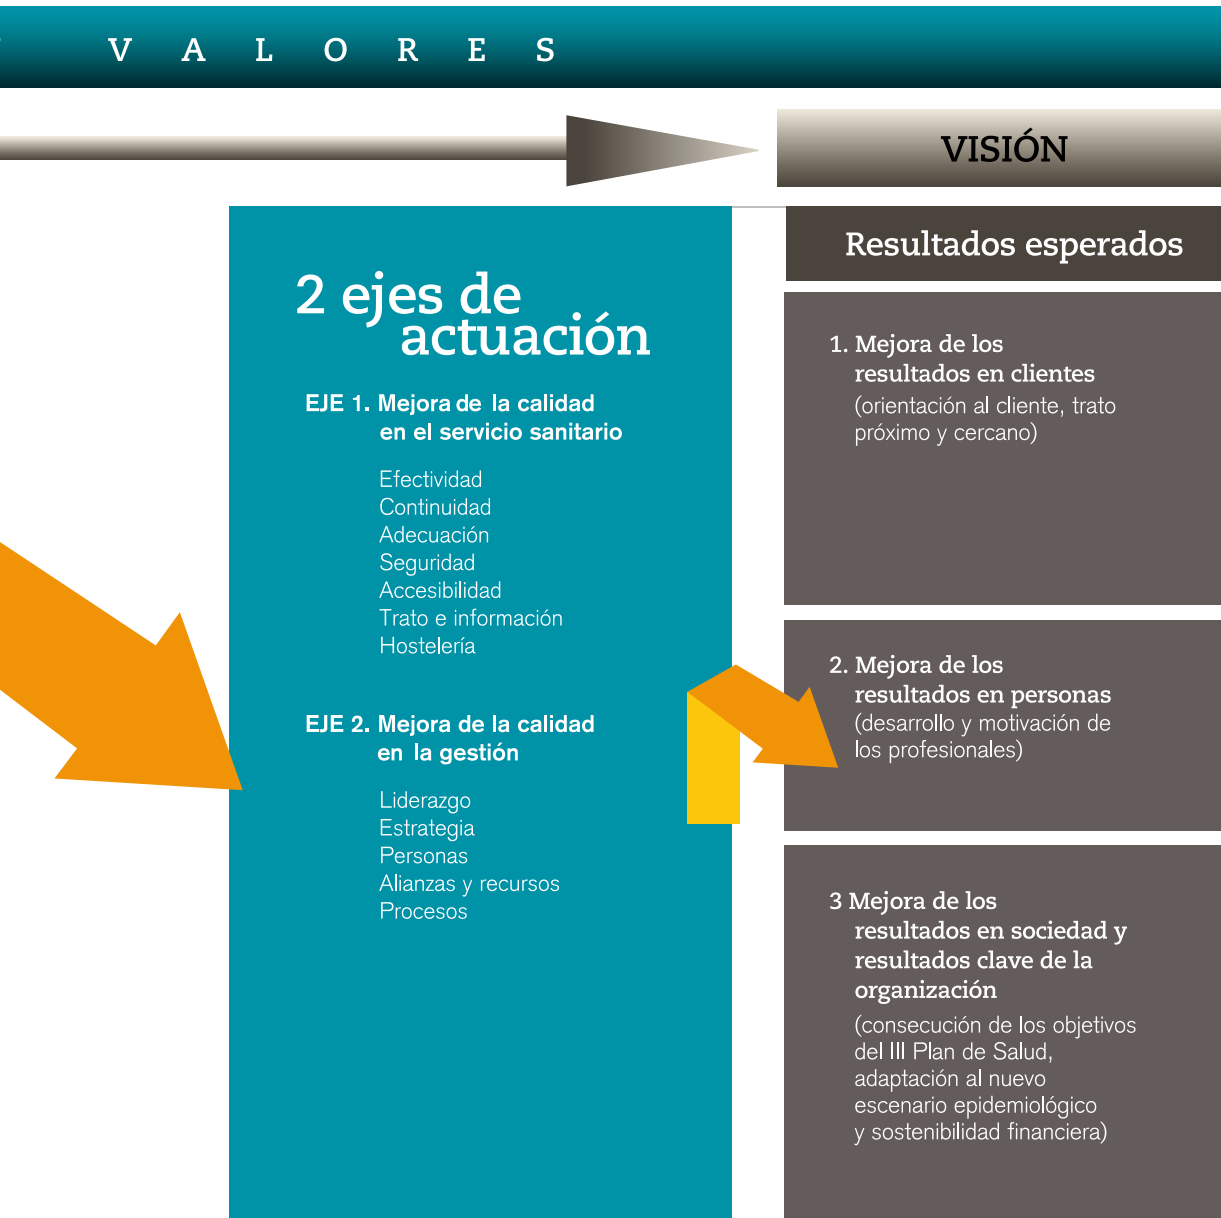 VALORES
VISIÓN
2 ejes de
actuación
EJE 1. Mejora de la calidad
en el servicio sanitario
Efectividad
Continuidad
Adecuación
Seguridad
Accesibilidad
Trato e información
Hostelería
EJE 2. Mejora de la calidad
en la gestión
Liderazgo
Estrategia
Personas
Alianzas y recursos
Procesos
Resultados esperados
1. Mejora de los
resultados en clientes
(orientación al cliente, trato
próximo y cercano)
2. Mejora de los
resultados en personas
(desarrollo y motivación de
los profesionales)
3 Mejora de los
resultados en sociedad y
resultados clave de la
organización
(consecución de los objetivos
del III Plan de Salud,
adaptación al nuevo
escenario epidemiológico
y sostenibilidad financiera)